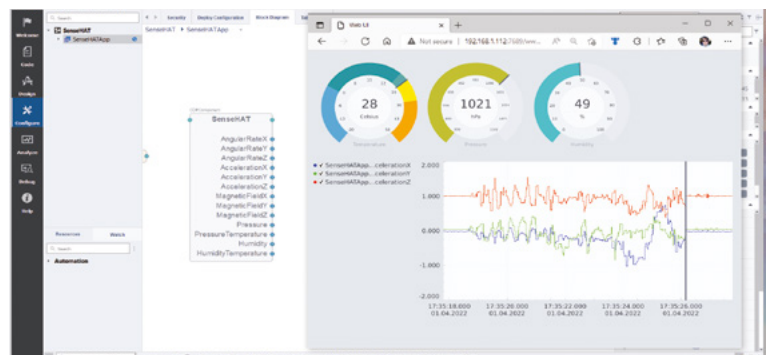 Welcome
Code
Design
Configure
Analyze
Debug
Help
Search
SenseHAT
SenseHATApp
Resources
Watch
Search
Automation
Security
Deploy Configuration
Block Diagram
SenseHAT
SenseHATApp
Component
SenseHAT
AngularRateX
AngularRateY
AngularRateZ
AccelerationX
AccelerationY
AccelerationZ
MagneticFieldX
MagneticFieldY
MagneticFieldZ
Pressure
PressureTemperature
Humidity
HumidityTemperature
Web UI
Not secure
28
Celsius
Temperature
1021
hPa
Pressure
49
%
Humidity
SenseHATApp...celerationX
SenseHATApp...celerationY
SenseHATApp...celerationZ
2.000
1.000
0.000
-1.000
-2.000
17:35:18.000 17:35:20.000 17:35:22.000 17:35:24.000 17:35:26.000
01.04.2022 01.04.2022 01.04.2022 01.04.2022 01.04.2022